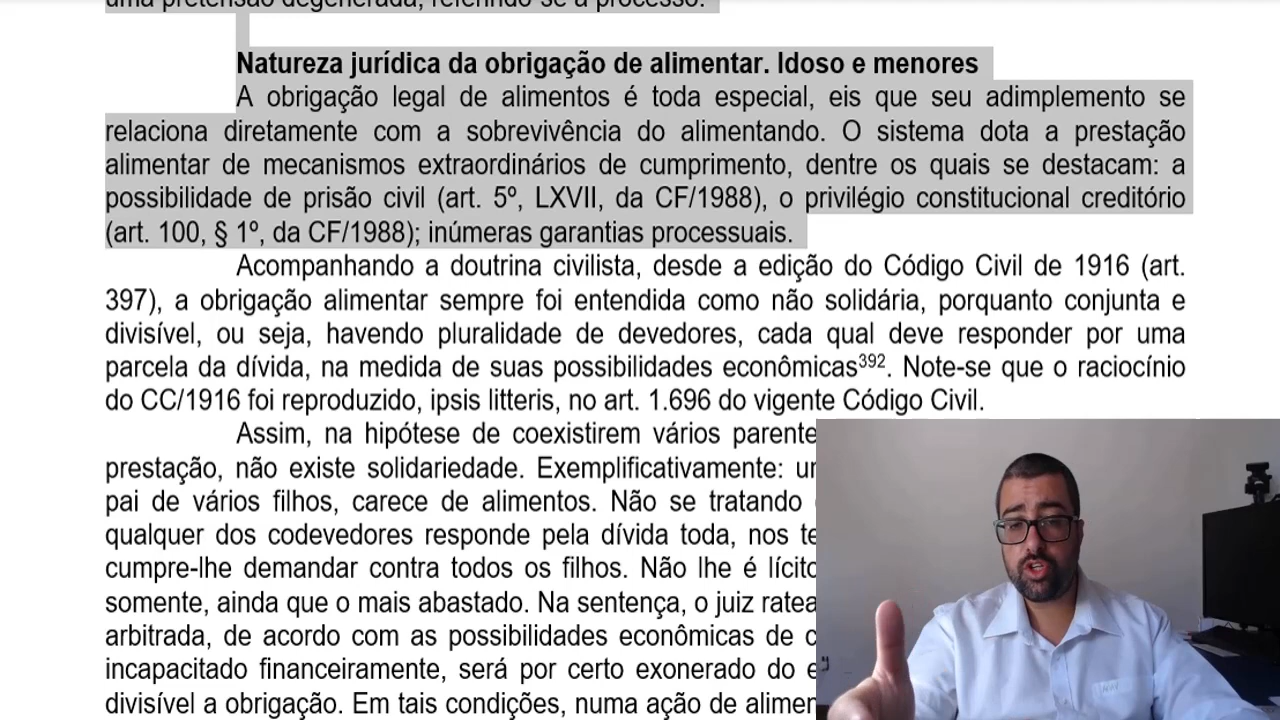 uma pretensão degenerada, referindo-se a processo.
Natureza jurídica da obrigação de alimentar. Idoso e menores
A obrigação legal de alimentos é toda especial, eis que seu adimplemento se
relaciona diretamente com a sobrevivência do alimentando. O sistema dota a prestação
alimentar de mecanismos extraordinários de cumprimento, dentre os quais se destacam: a
possibilidade de prisão civil (art. 5º, LXVII, da CF/1988), o privilégio constitucional creditório
(art. 100, § 1º, da CF/1988); inúmeras garantias processuais.
Acompanhando a doutrina civilista, desde a edição do Código Civil de 1916 (art.
397), a obrigação alimentar sempre foi entendida como não solidária, porquanto conjunta e
divisível, ou seja, havendo pluralidade de devedores, cada qual deve responder por uma
parcela da dívida, na medida de suas possibilidades econômicas³⁹². Note-se que o raciocínio
do CC/1916 foi reproduzido, ipsis litteris, no art. 1.696 do vigente Código Civil.
Assim, na hipótese de coexistirem vários parente
prestação, não existe solidariedade. Exemplificativamente: u
pai de vários filhos, carece de alimentos. Não se tratando
qualquer dos codevedores responde pela dívida toda, nos te
cumpre-lhe demandar contra todos os filhos. Não lhe é lícito
somente, ainda que o mais abastado. Na sentença, o juiz ratea
arbitrada, de acordo com as possibilidades econômicas de c
incapacitado financeiramente, será por certo exonerado do e
divisível a obrigação. Em tais condições, numa ação de alimen